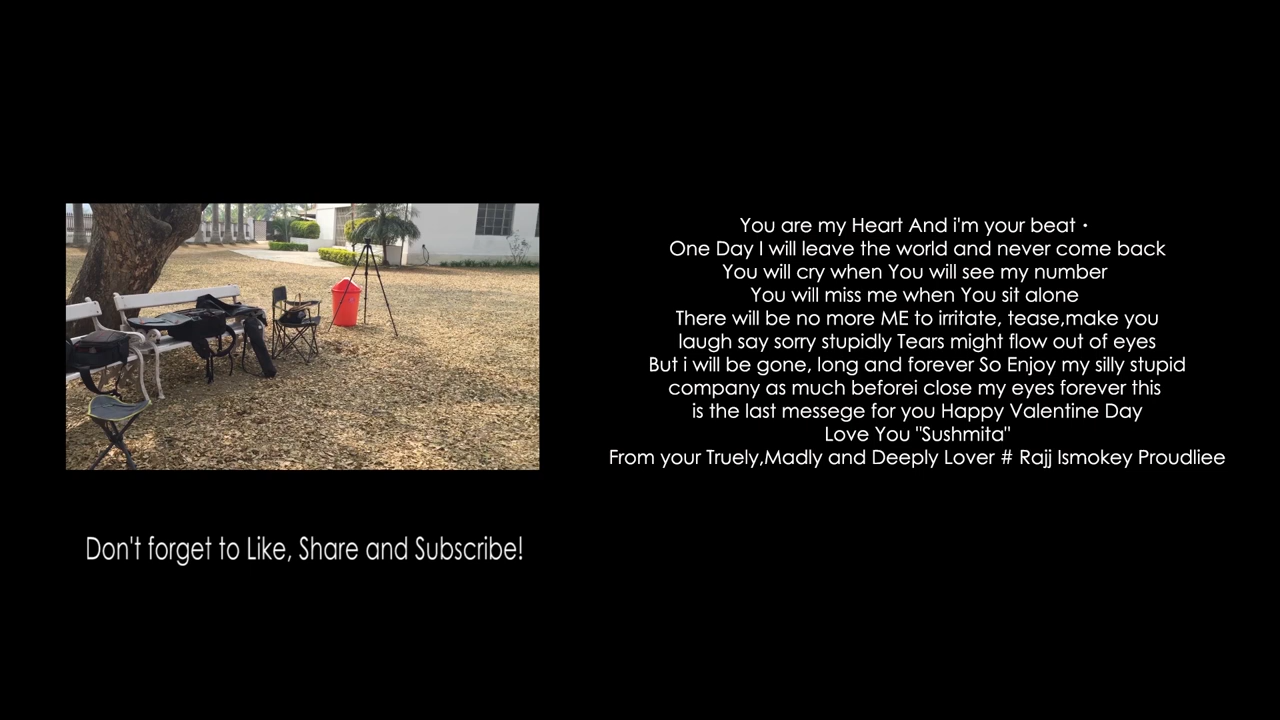 You are my Heart And i'm your beat •
One Day I will leave the world and never come back
You will cry when You will see my number
You will miss me when You sit alone
There will be no more ME to irritate, tease,make you
laugh say sorry stupidly Tears might flow out of eyes
But i will be gone, long and forever So Enjoy my silly stupid
company as much beforei close my eyes forever this
is the last messege for you Happy Valentine Day
Love You "Sushmita"
From your Truely,Madly and Deeply Lover # Rajj Ismokey Proudliee
Don't forget to Like, Share and Subscribe!